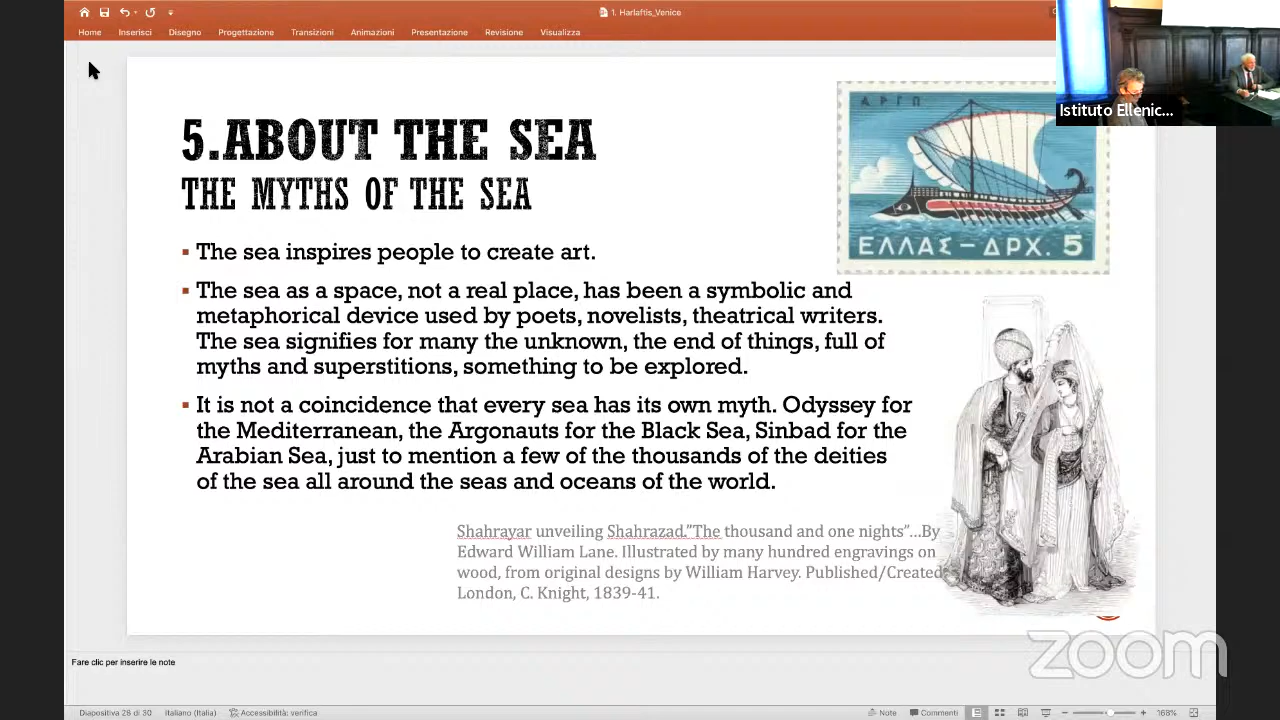 1. Harlaftis_Venice
Home Inserisci Disegno Progettazione Transizioni Animazioni Presentazione Revisione Visualizza
Istituto Ellenic...
5.ABOUT THE SEA
THE MYTHS OF THE SEA
ΑΡΓΩ
ΕΛΛΑΣ – ΔΡΧ. 5
▪ The sea inspires people to create art.
▪ The sea as a space, not a real place, has been a symbolic and
metaphorical device used by poets, novelists, theatrical writers.
The sea signifies for many the unknown, the end of things, full of
myths and superstitions, something to be explored.
▪ It is not a coincidence that every sea has its own myth. Odyssey for
the Mediterranean, the Argonauts for the Black Sea, Sinbad for the
Arabian Sea, just to mention a few of the thousands of the deities
of the sea all around the seas and oceans of the world.
Shahrayar unveiling Shahrazad."The thousand and one nights"...By
Edward William Lane. Illustrated by many hundred engravings on
wood, from original designs by William Harvey. Published/Created
London, C. Knight, 1839-41.
zoom
Fare clic per inserire le note
Diapositiva 28 di 30 Italiano (Italia) Accessibilità: verifica Note Commenti 168%